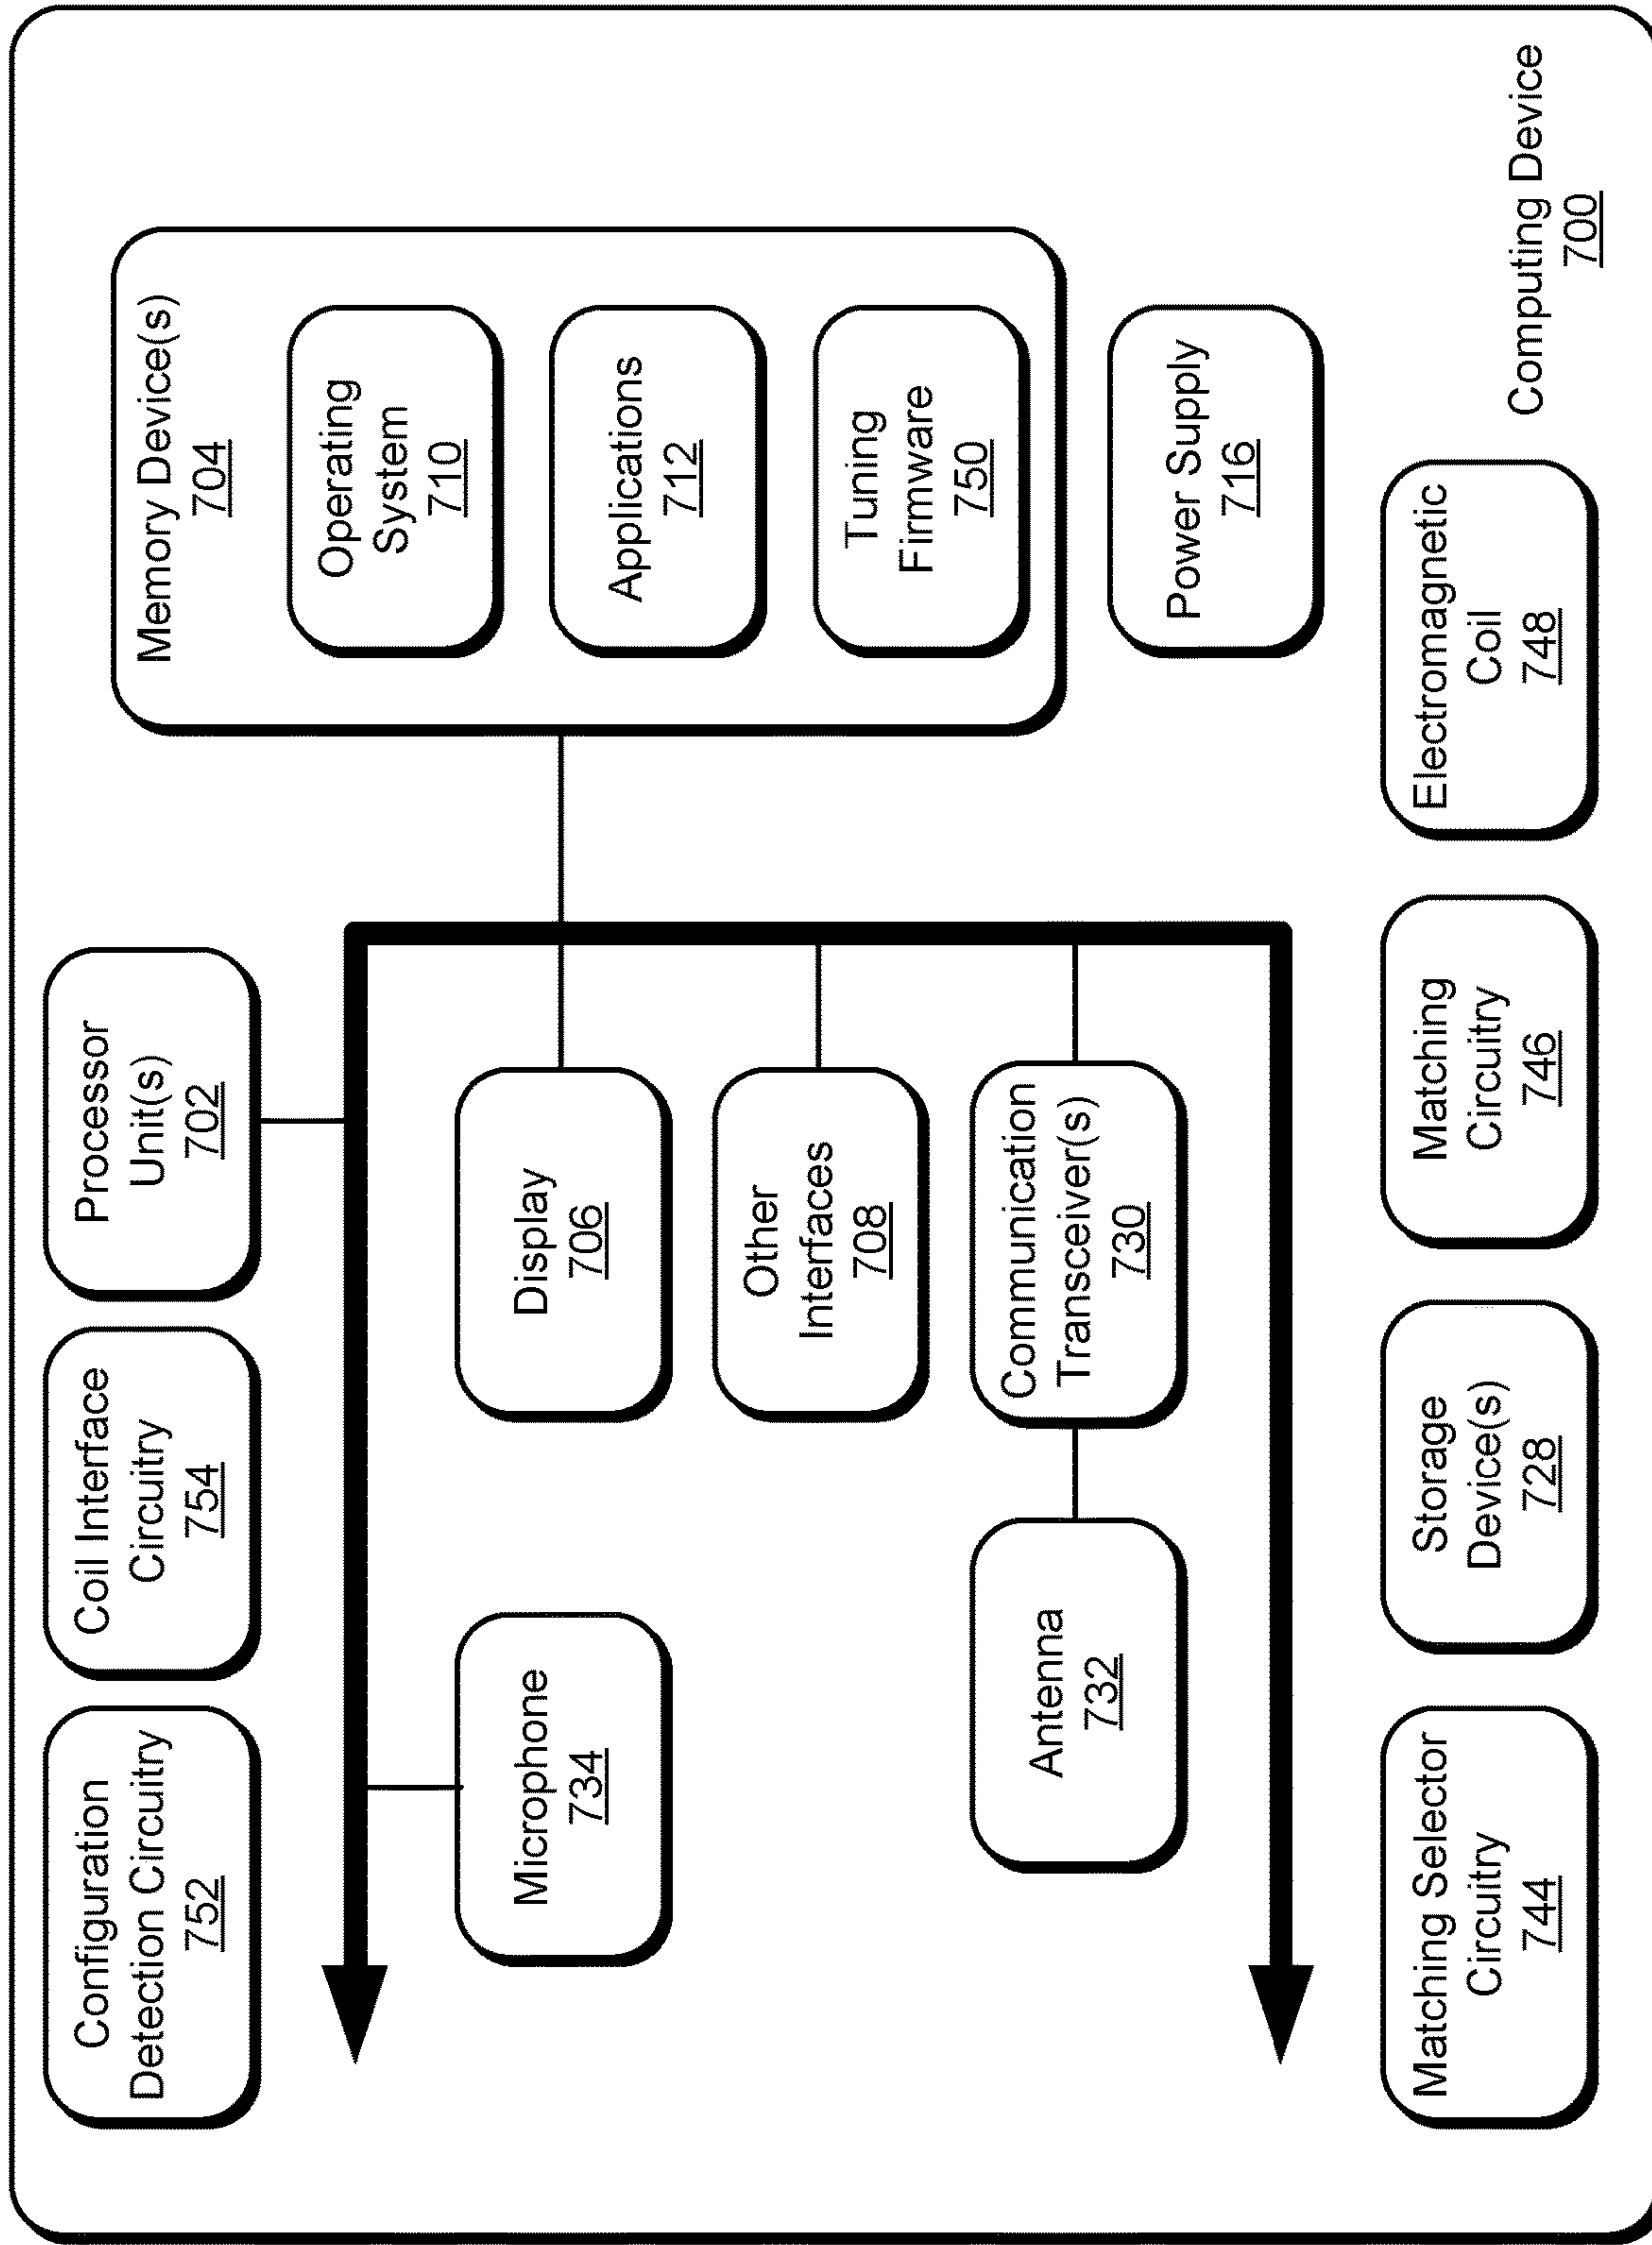 Configuration
Detection Circuitry
752
Coil Interface
Circuitry
754
Processor
Unit(s)
702
Memory Device(s)
704
Operating
System
710
Applications
712
Tuning
Firmware
750
Microphone
734
Display
706
Other
Interfaces
708
Antenna
732
Communication
Transceiver(s)
730
Power Supply
716
Matching Selector
Circuitry
744
Storage
Device(s)
728
Matching
Circuitry
746
Electromagnetic
Coil
748
Computing Device
700